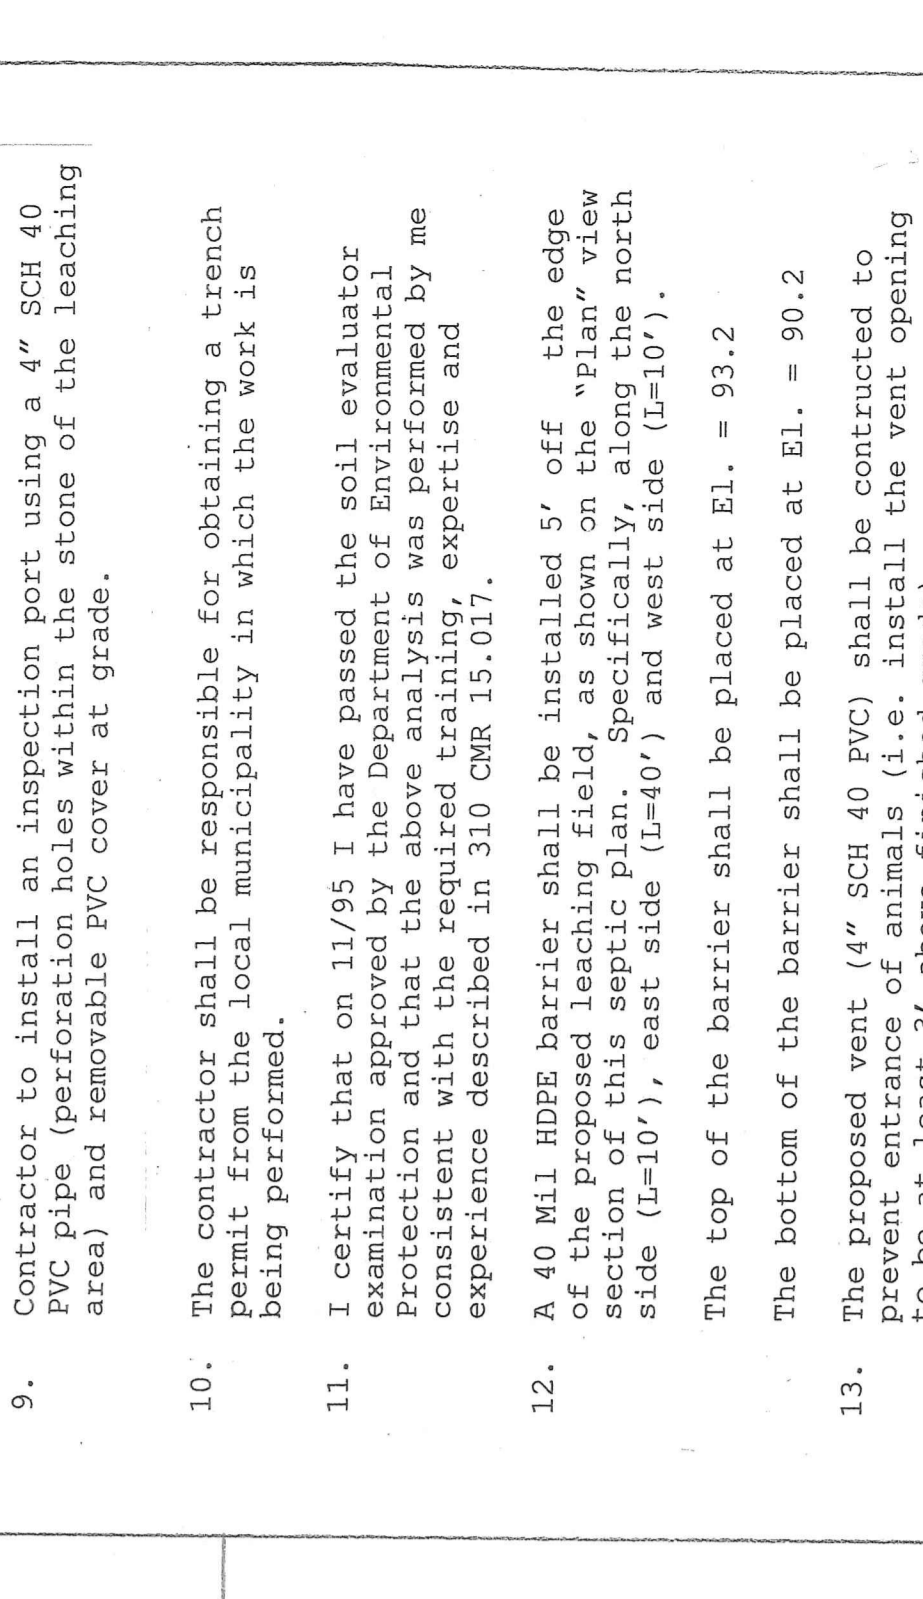 9. Contractor to install an inspection port using a 4" SCH 40
PVC pipe (perforation holes within the stone of the leaching
area) and removable PVC cover at grade.
10. The contractor shall be responsible for obtaining a trench
permit from the local municipality in which the work is
being performed.
11. I certify that on 11/95 I have passed the soil evaluator
examination approved by the Department of Environmental
Protection and that the above analysis was performed by me
consistent with the required training, expertise and
experience described in 310 CMR 15.017.
12. A 40 Mil HDPE barrier shall be installed 5' off the edge
of the proposed leaching field, as shown on the "Plan" view
section of this septic plan. Specifically, along the north
side (L=10'), east side (L=40') and west side (L=10').
The top of the barrier shall be placed at El. = 93.2
The bottom of the barrier shall be placed at El. = 90.2
13. The proposed vent (4" SCH 40 PVC) shall be contructed to
prevent entrance of animals (i.e. install the vent opening
to be at least 3' above finished